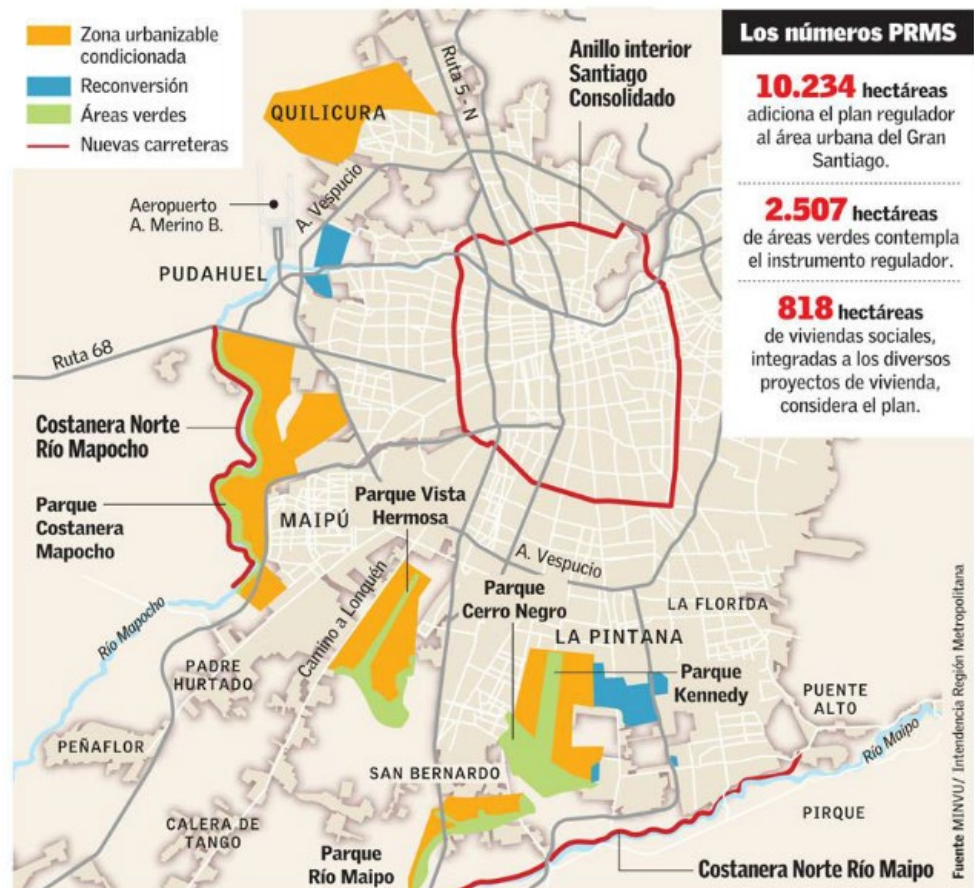 Zona urbanizable
condicionada
Reconversión
Áreas verdes
Nuevas carreteras
QUILICURA
Ruta 5 - N
Anillo interior
Santiago
Consolidado
Aeropuerto
A. Merino B.
A. Vespucio
PUDAHUEL
Ruta 68
Costanera Norte
Río Mapocho
Parque
Costanera
Mapocho
MAIPÚ
Parque Vista
Hermosa
A. Vespucio
Camino a Lonquén
Parque
Cerro Negro
LA FLORIDA
LA PINTANA
Parque
Kennedy
Río Mapocho
PADRE
HURTADO
PEÑAFLOR
PUENTE
ALTO
Río Maipo
SAN BERNARDO
PIRQUE
CALERA DE
TANGO
Parque
Río Maipo
Costanera Norte Río Maipo
Los números PRMS
10.234 hectáreas
adiciona el plan regulador
al área urbana del Gran
Santiago.
2.507 hectáreas
de áreas verdes contempla
el instrumento regulador.
818 hectáreas
de viviendas sociales,
integradas a los diversos
proyectos de vivienda,
considera el plan.
Fuente MINVU/ Intendencia Región Metropolitana